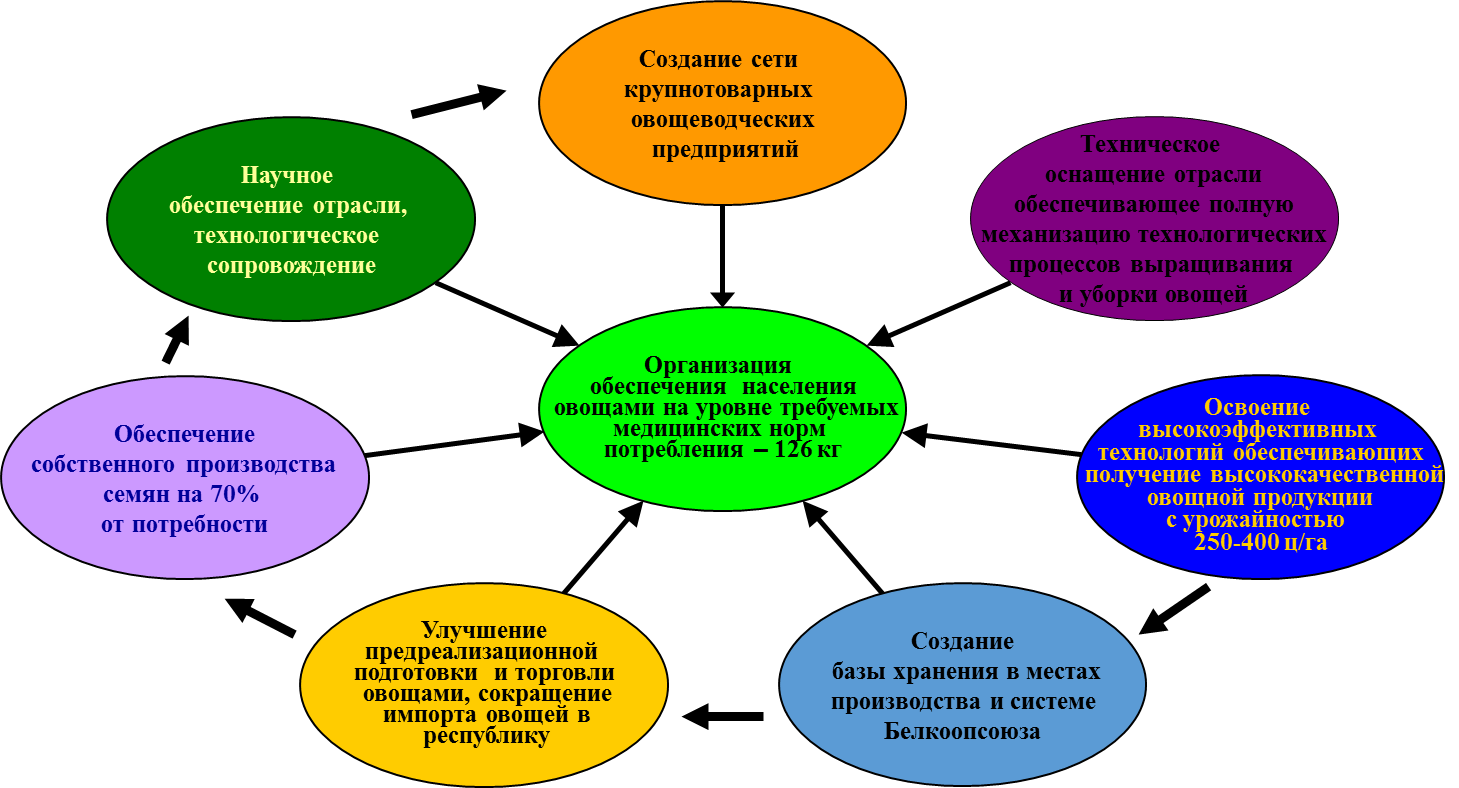 Создание сети
крупнотоварных
овощеводческих
предприятий
Научное
обеспечение отрасли,
технологическое
сопровождение
Техническое
оснащение отрасли
обеспечивающее полную
механизацию технологических
процессов выращивания
и уборки овощей
Организация
обеспечения населения
овощами на уровне требуемых
медицинских норм
потребления – 126 кг
Обеспечение
собственного производства
семян на 70%
от потребности
Освоение
высокоэффективных
технологий обеспечивающих
получение высококачественной
овощной продукции
с урожайностью
250-400 ц/га
Улучшение
предреализационной
подготовки и торговли
овощами, сокращение
импорта овощей в
республику
Создание
базы хранения в местах
производства и системе
Белкоопсоюза